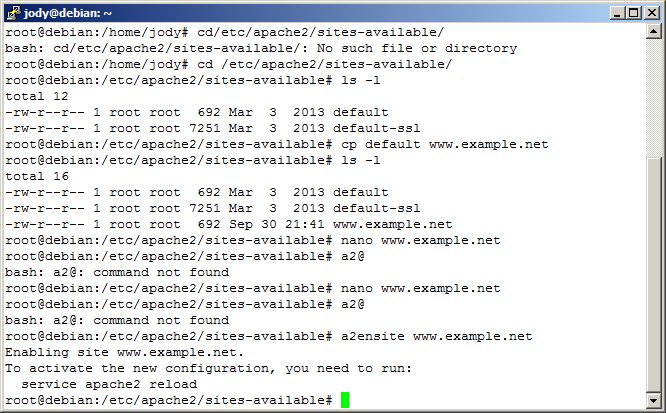 jody@debian: ~
root@debian:/home/jody# cd/etc/apache2/sites-available/
bash: cd/etc/apache2/sites-available/: No such file or directory
root@debian:/home/jody# cd /etc/apache2/sites-available/
root@debian:/etc/apache2/sites-available# ls -l
total 12
-rw-r--r-- 1 root root  692 Mar  3  2013 default
-rw-r--r-- 1 root root 7251 Mar  3  2013 default-ssl
root@debian:/etc/apache2/sites-available# cp default www.example.net
root@debian:/etc/apache2/sites-available# ls -l
total 16
-rw-r--r-- 1 root root  692 Mar  3  2013 default
-rw-r--r-- 1 root root 7251 Mar  3  2013 default-ssl
-rw-r--r-- 1 root root  692 Sep 30 21:41 www.example.net
root@debian:/etc/apache2/sites-available# nano www.example.net
root@debian:/etc/apache2/sites-available# a2@
bash: a2@: command not found
root@debian:/etc/apache2/sites-available# nano www.example.net
root@debian:/etc/apache2/sites-available# a2@
bash: a2@: command not found
root@debian:/etc/apache2/sites-available# a2ensite www.example.net
Enabling site www.example.net.
To activate the new configuration, you need to run:
  service apache2 reload
root@debian:/etc/apache2/sites-available#